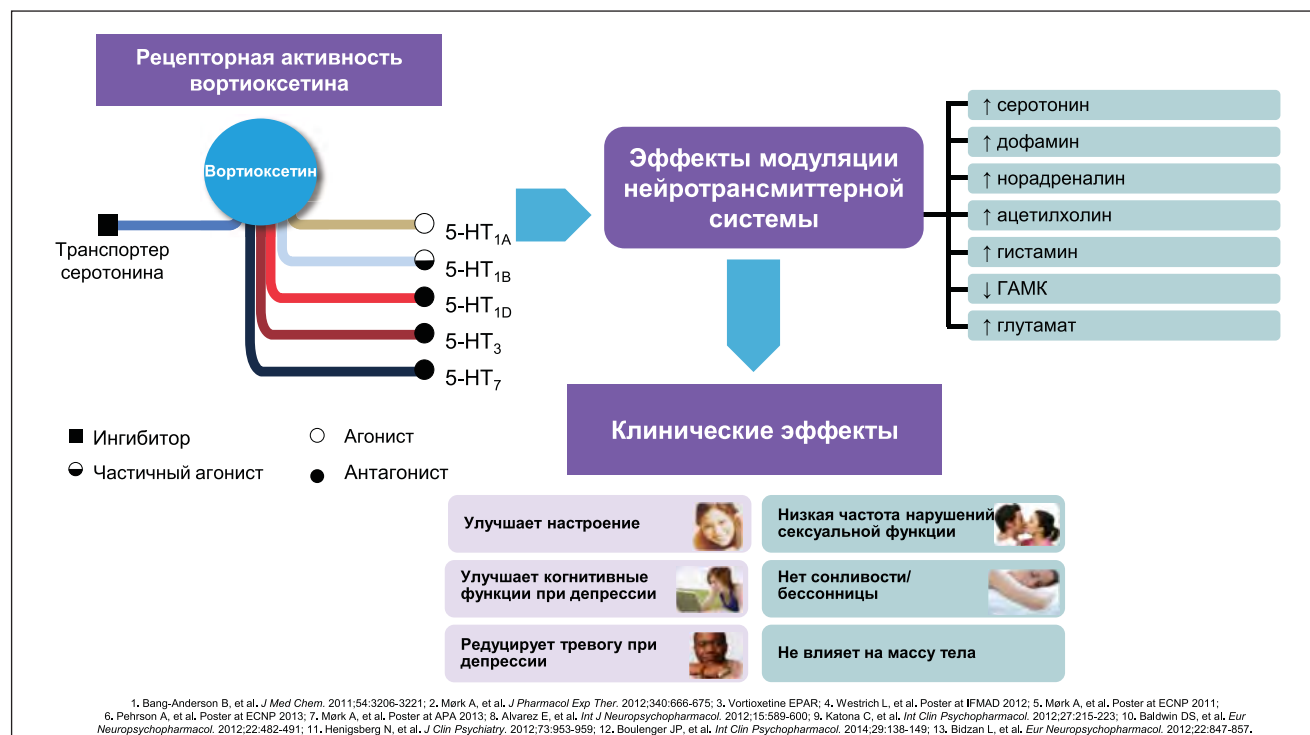 Рецепторная активность
вортиоксетина
Вортиоксетин
Транспортер
серотонина
5-HT1A
5-HT1B
5-HT1D
5-HT3
5-HT7
Ингибитор
Агонист
Частичный агонист
Антагонист
Эффекты модуляции
нейротрансмиттерной
системы
↑ серотонин
↑ дофамин
↑ норадреналин
↑ ацетилхолин
↑ гистамин
↓ ГАМК
↑ глутамат
Клинические эффекты
Улучшает настроение
Улучшает когнитивные
функции при депрессии
Редуцирует тревогу при
депрессии
Низкая частота нарушений
сексуальной функции
Нет сонливости/
бессонницы
Не влияет на массу тела
1. Bang-Anderson B, et al. J Med Chem. 2011;54:3206-3221; 2. Mørk A, et al. J Pharmacol Exp Ther. 2012;340:666-675; 3. Vortioxetine EPAR; 4. Westrich L, et al. Poster at IFMAD 2012; 5. Mørk A, et al. Poster at ECNP 2011;
6. Pehrson A, et al. Poster at ECNP 2013; 7. Mørk A, et al. Poster at APA 2013; 8. Alvarez E, et al. Int J Neuropsychopharmacol. 2012;15:589-600; 9. Katona C, et al. Int Clin Psychopharmacol. 2012;27:215-223; 10. Baldwin DS, et al. Eur
Neuropsychopharmacol. 2012;22:482-491; 11. Henigsberg N, et al. J Clin Psychiatry. 2012;73:953-959; 12. Boulenger JP, et al. Int Clin Psychopharmacol. 2014;29:138-149; 13. Bidzan L, et al. Eur Neuropsychopharmacol. 2012;22:847-857.